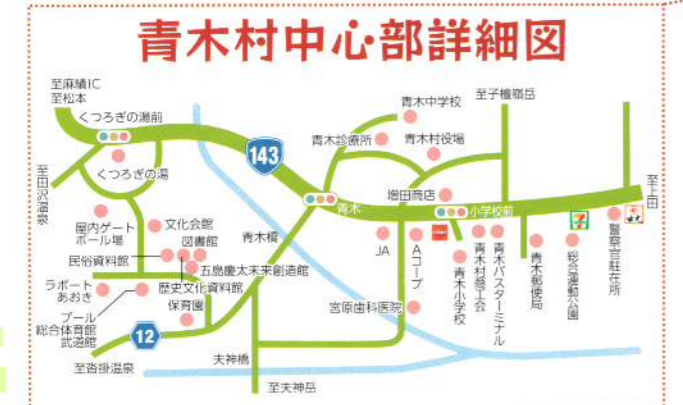 青木村中心部詳細図
至麻績IC
至松本
くつろぎの湯前
至田沢温泉
くつろぎの湯
143
青木中学校
至子檀嶺岳
青木診療所
青木村役場
増田商店
青木
小学校前
至上田
屋内ゲート
ボール場
文化会館
図書館
民俗資料館
五島慶太未来創造館
歴史文化資料館
ラポート
あおき
プール
総合体育館
武道館
保育園
12
至沓掛温泉
青木橋
夫神橋
至夫神岳
JA
Aコープ
宮原歯科医院
青木小学校
青木村商工会
青木バスターミナル
青木郵便局
7
総合運動公園
警察官駐在所